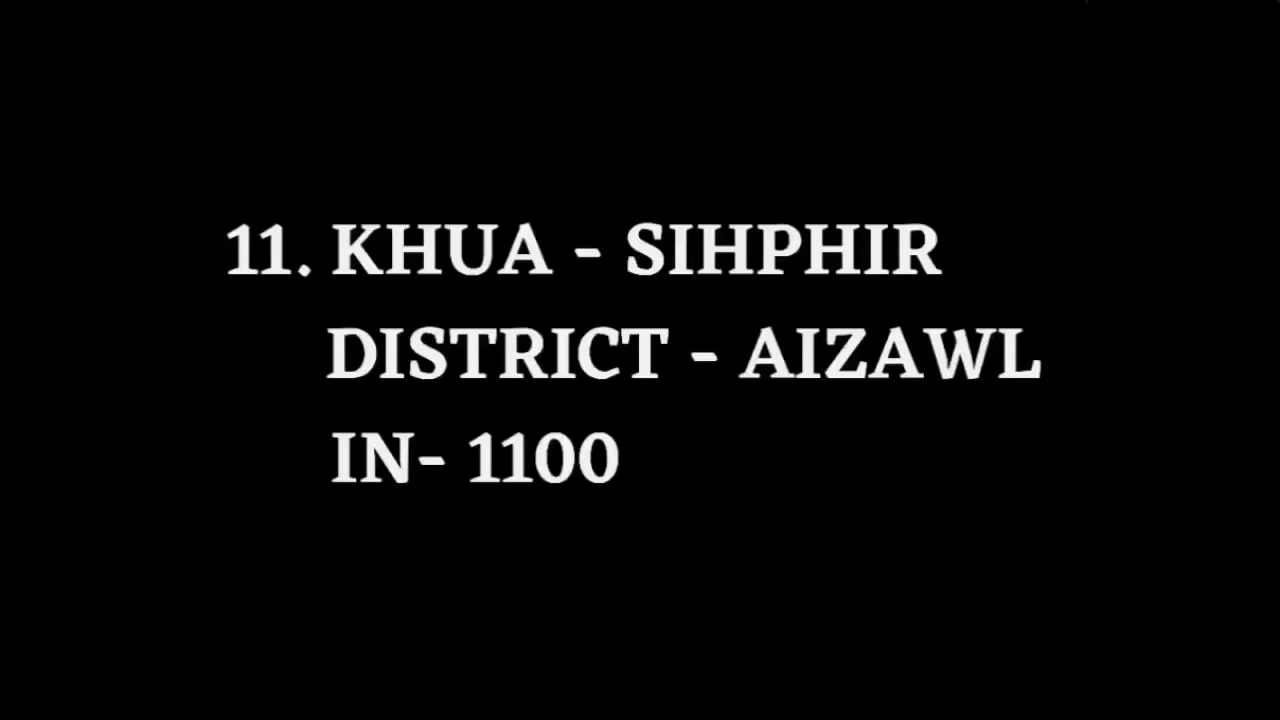 11. KHUA - SIHPHIR
DISTRICT - AIZAWL
IN- 1100